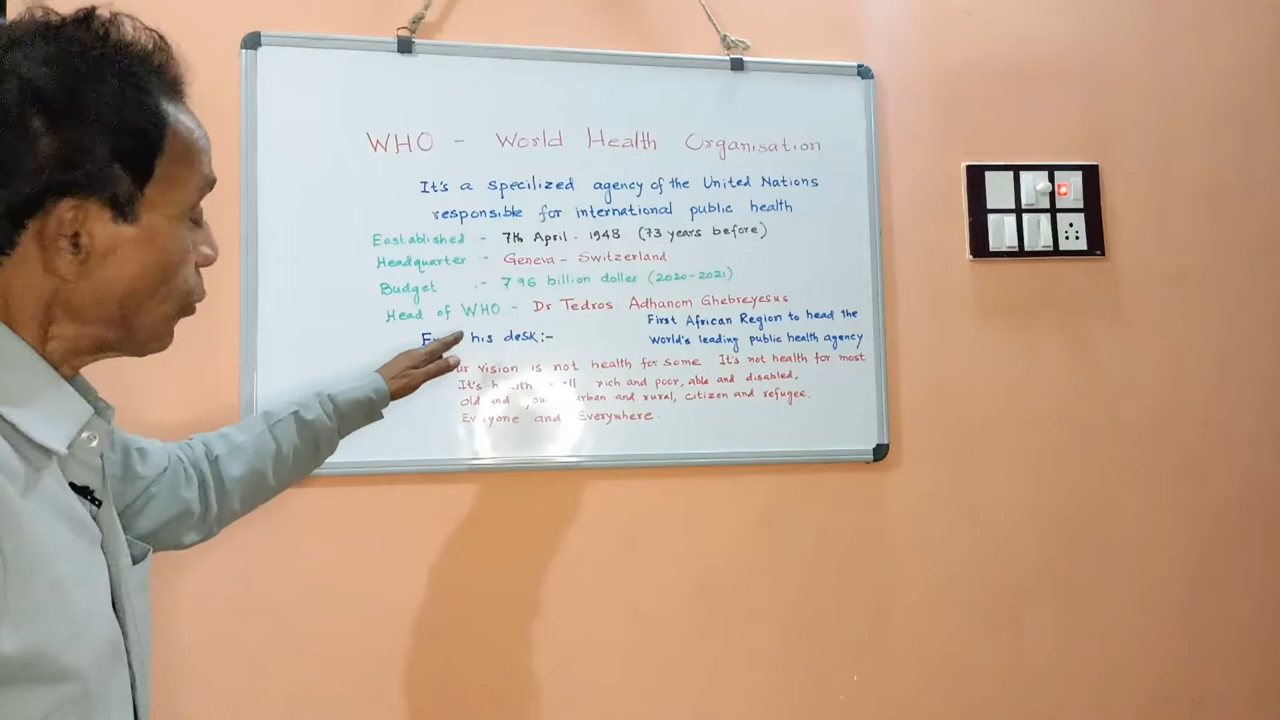 WHO - World Health Organisation
It's a specilized agency of the United Nations
responsible for international public health
Eastablished - 7th April - 1948 (73 years before)
Headquarter - Geneva - Switzerland
Budget :- 7.96 billion doller (2020-2021)
Head of WHO - Dr Tedros Adhanom Ghebreyesus
First African Region to head the
World's leading public health agency
his desk:-
vision is not health for some It's not health for most
It's rich and poor, able and disabled,
Old and rural, citizen and refugee.
and Everywhere.